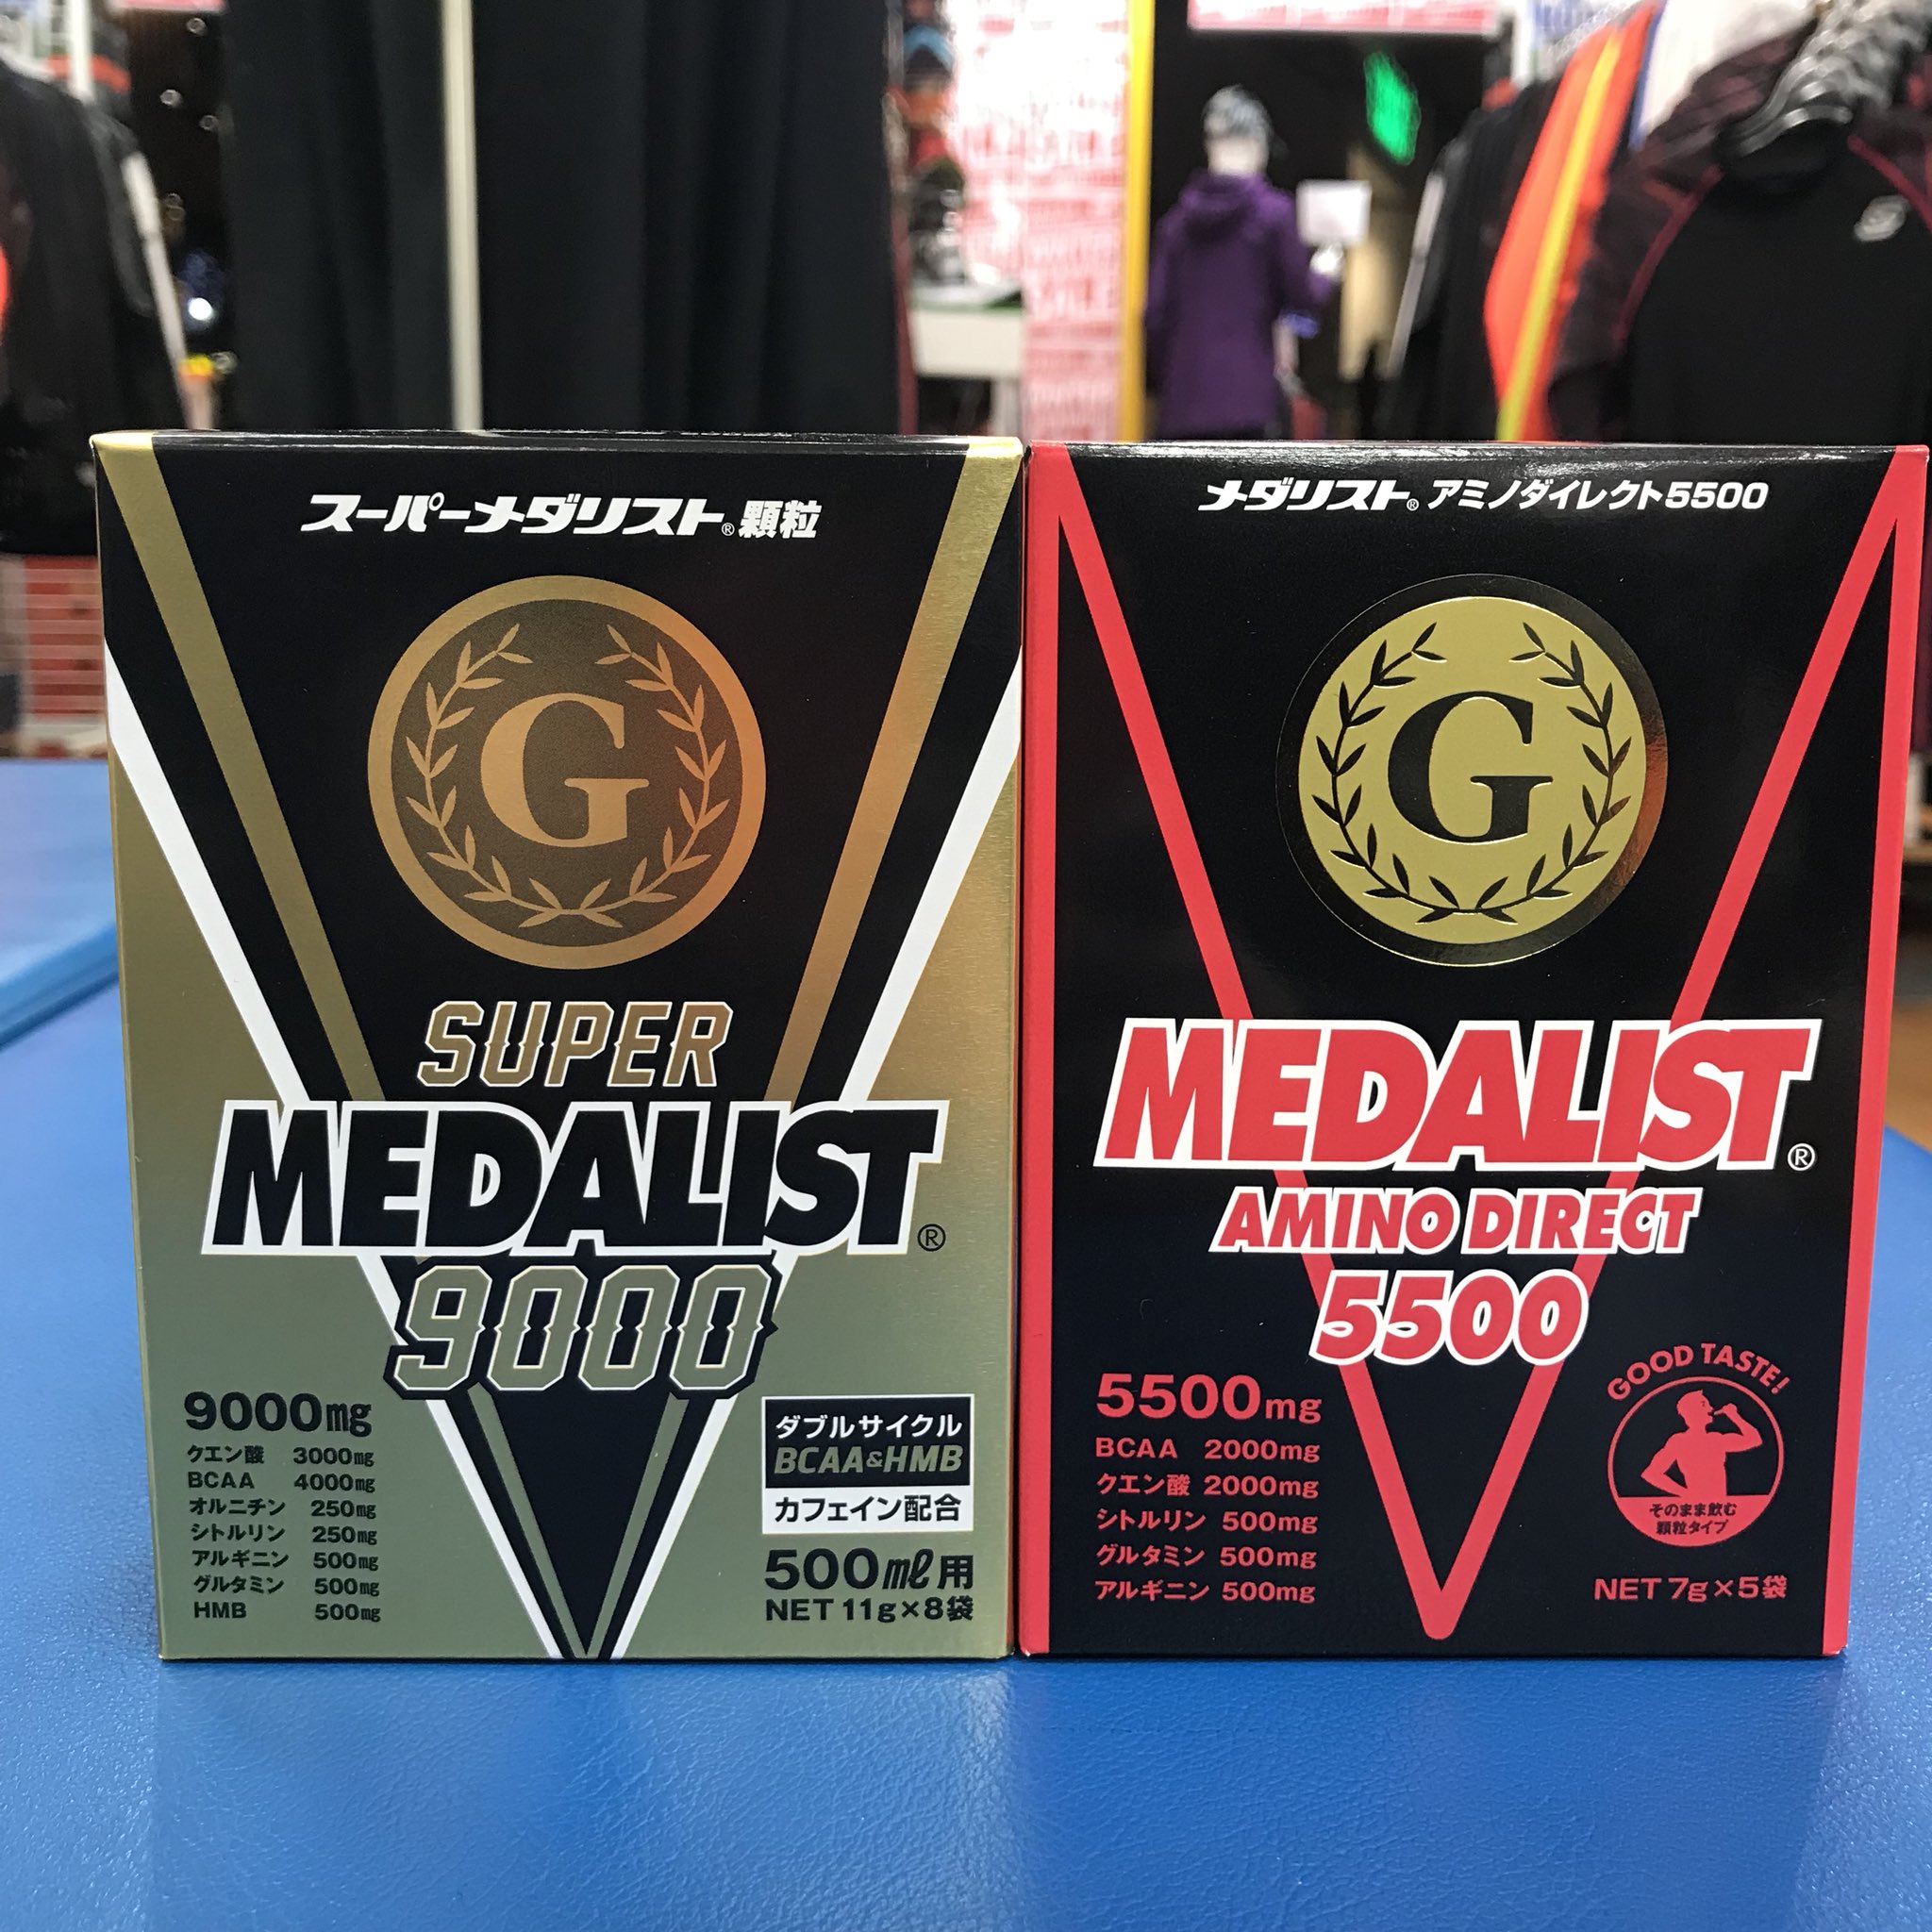 スーパーメダリスト®顆粒
G
SUPER
MEDALIST®
9000
9000mg
クエン酸 3000mg
BCAA 4000mg
オルニチン 250mg
シトルリン 250mg
アルギニン 500mg
グルタミン 500mg
HMB 500mg
ダブルサイクル
BCAA&HMB
カフェイン配合
500mℓ用
NET 11g×8袋
メダリスト®アミノダイレクト5500
G
MEDALIST®
AMINO DIRECT
5500
5500mg
BCAA 2000mg
クエン酸 2000mg
シトルリン 500mg
グルタミン 500mg
アルギニン 500mg
GOOD TASTE!
そのまま飲む
顆粒タイプ
NET 7g×5袋